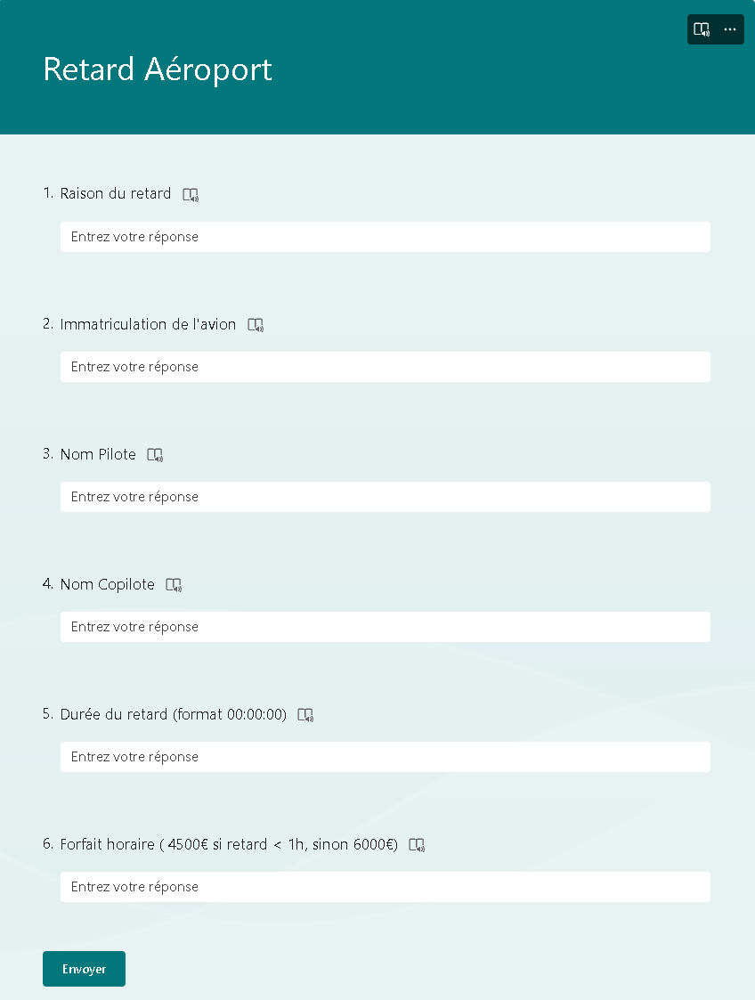 Retard Aéroport
1. Raison du retard
Entrez votre réponse
2. Immatriculation de l'avion
Entrez votre réponse
3. Nom Pilote
Entrez votre réponse
4. Nom Copilote
Entrez votre réponse
5. Durée du retard (format 00:00:00)
Entrez votre réponse
6. Forfait horaire ( 4500€ si retard < 1h, sinon 6000€)
Entrez votre réponse
Envoyer